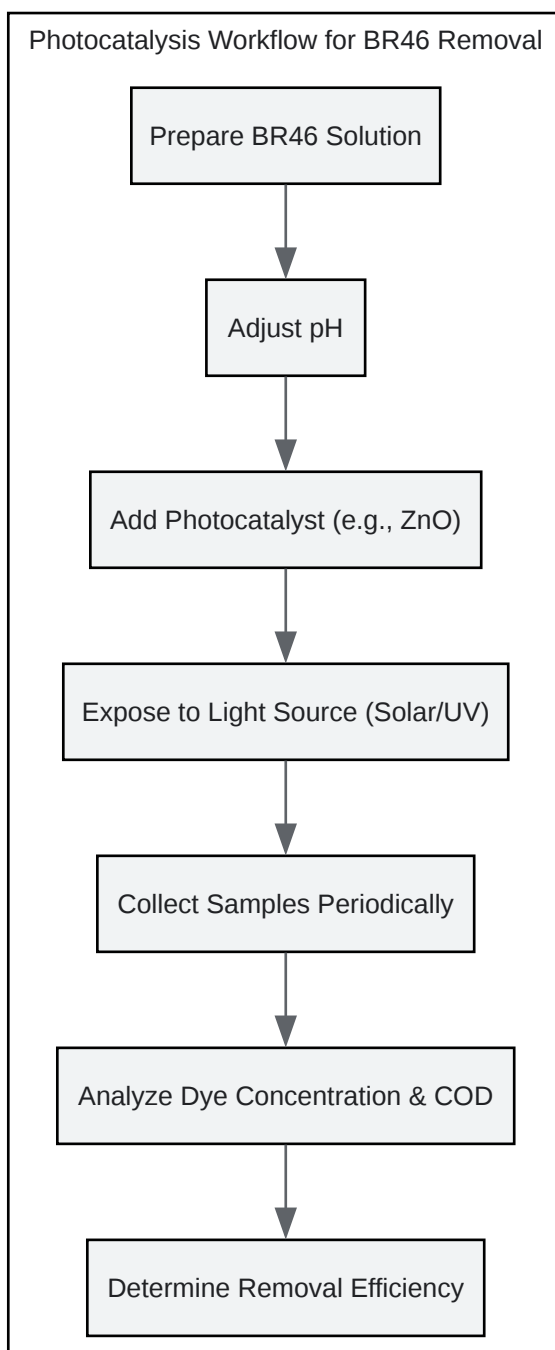 Photocatalysis Workflow for BR46 Removal
Prepare BR46 Solution
Adjust pH
Add Photocatalyst (e.g., ZnO)
Expose to Light Source (Solar/UV)
Collect Samples Periodically
Analyze Dye Concentration & COD
Determine Removal Efficiency